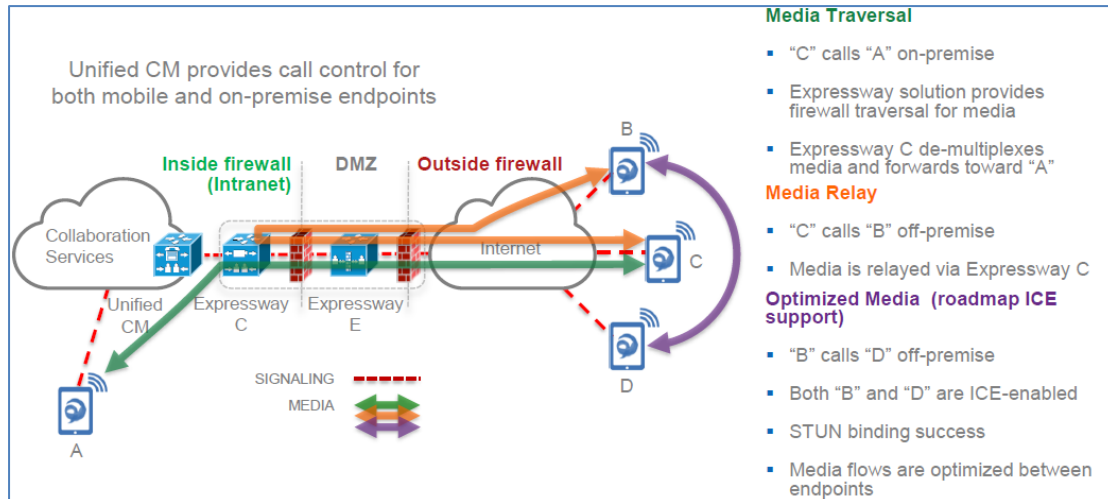 Unified CM provides call control for
both mobile and on-premise endpoints
Inside firewall
(Intranet)
DMZ
Outside firewall
Collaboration
Services
Unified
CM
Expressway
C
Expressway
E
Internet
B
C
D
A
SIGNALING
MEDIA
Media Traversal
"C" calls "A" on-premise
Expressway solution provides
firewall traversal for media
Expressway C de-multiplexes
media and forwards toward "A"
Media Relay
"C" calls "B" off-premise
Media is relayed via Expressway C
Optimized Media (roadmap ICE
support)
"B" calls "D" off-premise
Both "B" and "D" are ICE-enabled
STUN binding success
Media flows are optimized between
endpoints